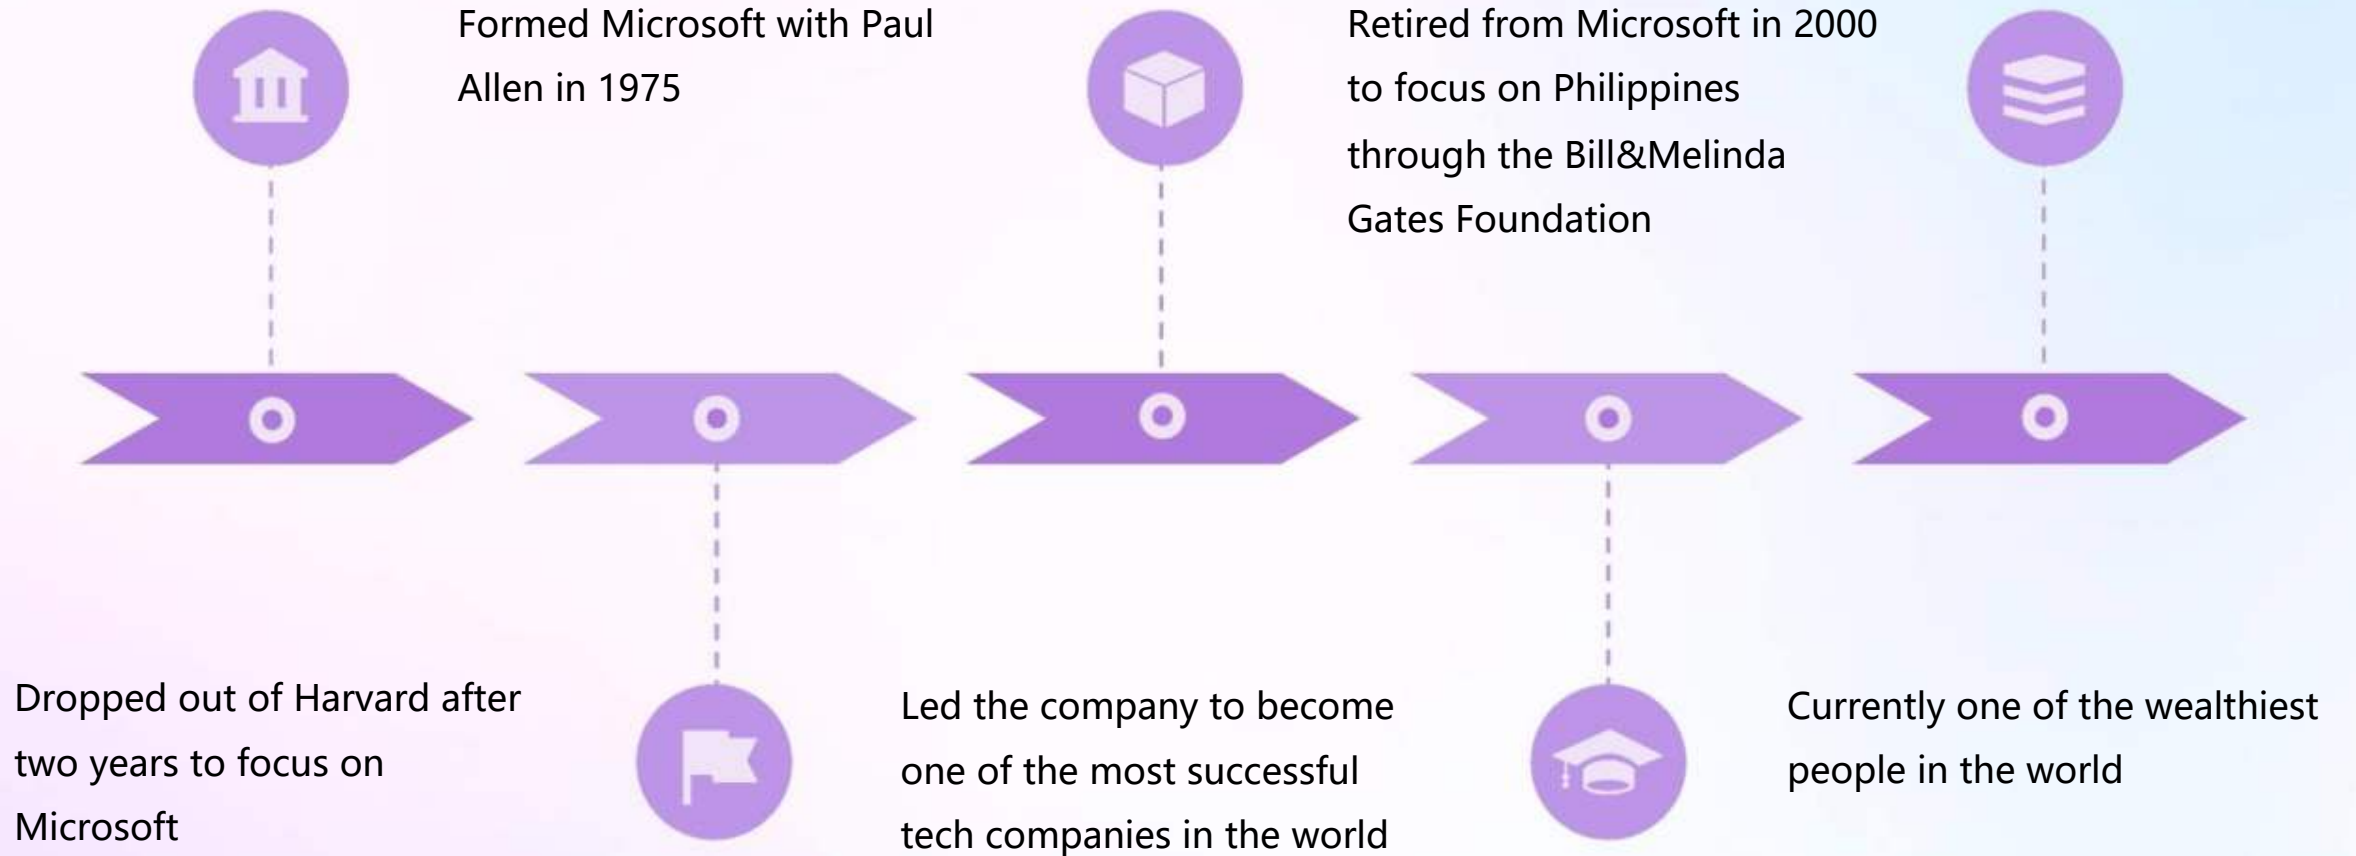 Dropped out of Harvard after
two years to focus on
Microsoft
Formed Microsoft with Paul
Allen in 1975
Led the company to become
one of the most successful
tech companies in the world
Retired from Microsoft in 2000
to focus on Philippines
through the Bill&Melinda
Gates Foundation
Currently one of the wealthiest
people in the world